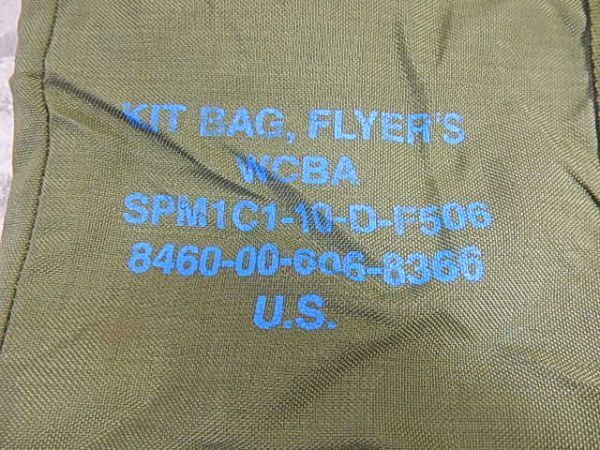 KIT BAG, FLYER'S
WCBA
SPM1C1-10-D-F506
8460-00-606-8366
U.S.